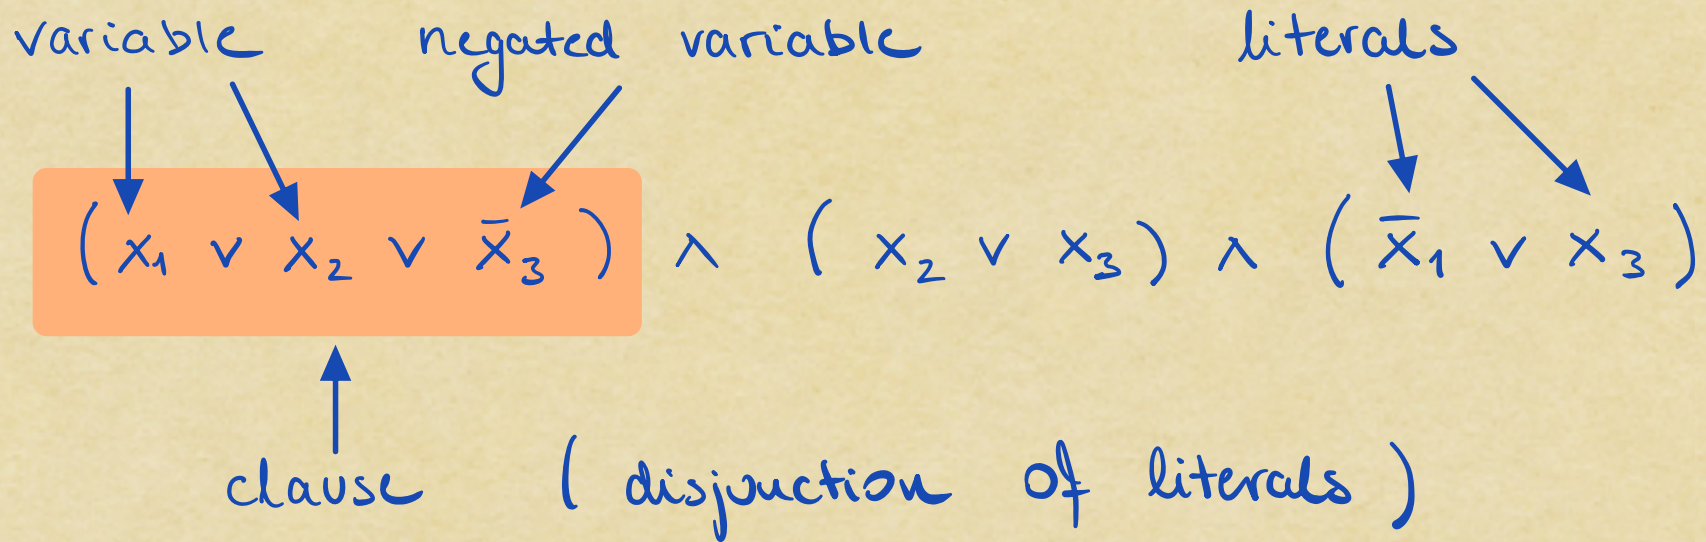 variable negated variable literals
(x₁ ∨ x₂ ∨ x̄₃) ∧ (x₂ ∨ x₃) ∧ (x̄₁ ∨ x₃)
clause (disjunction of literals)